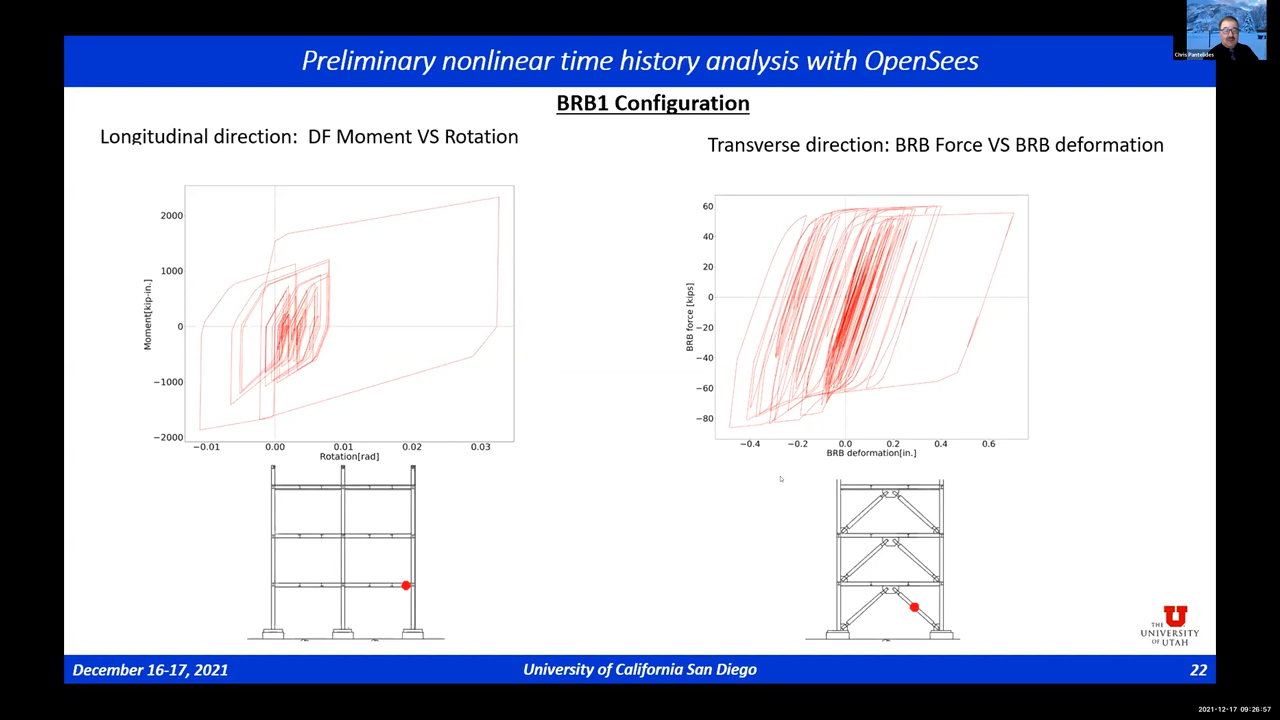 Chris Pantelides
Preliminary nonlinear time history analysis with OpenSees
BRB1 Configuration
Longitudinal direction: DF Moment VS Rotation
Transverse direction: BRB Force VS BRB deformation
Moment[kip-in.]
2000
1000
0
−1000
−2000
−0.01 0.00 0.01 0.02 0.03
Rotation[rad]
BRB force [kips]
60
40
20
0
−20
−40
−60
−80
−0.4 −0.2 0.0 0.2 0.4 0.6
BRB deformation[in.]
THE
UNIVERSITY
OF UTAH
December 16-17, 2021
University of California San Diego
22
2021-12-17 09:26:57